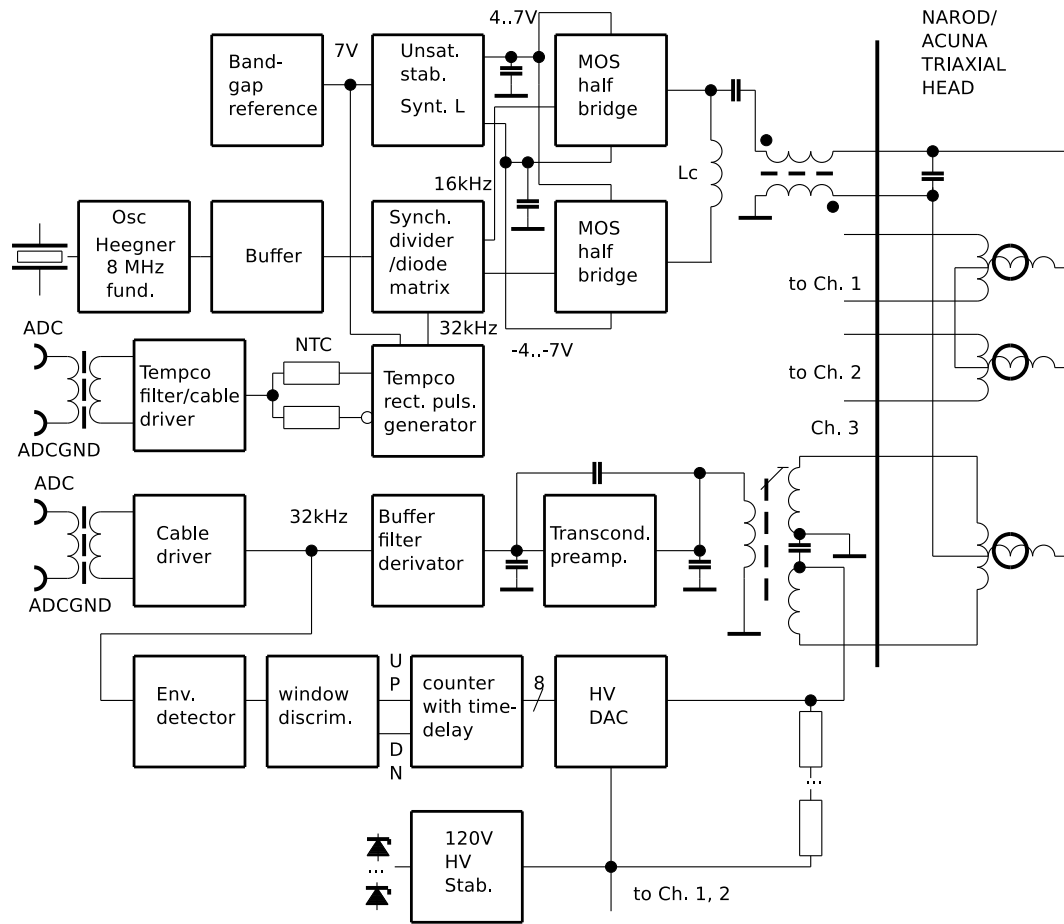 4..7V
NAROD/
ACUNA
TRIAXIAL
HEAD
Band-
gap
reference
7V
Unsat.
stab.
Synt. L
MOS
half
bridge
16kHz
Lc
Osc
Heegner
8 MHz
fund.
Buffer
Synch.
divider
/diode
matrix
MOS
half
bridge
to Ch. 1
32kHz
-4..-7V
ADC
ADCGND
Tempco
filter/cable
driver
NTC
Tempco
rect. puls.
generator
to Ch. 2
Ch. 3
ADC
ADCGND
Cable
driver
32kHz
Buffer
filter
derivator
Transcond.
preamp.
Env.
detector
window
discrim.
UP
DN
counter
with time-
delay
8
HV
DAC
...
120V
HV
Stab.
...
to Ch. 1, 2